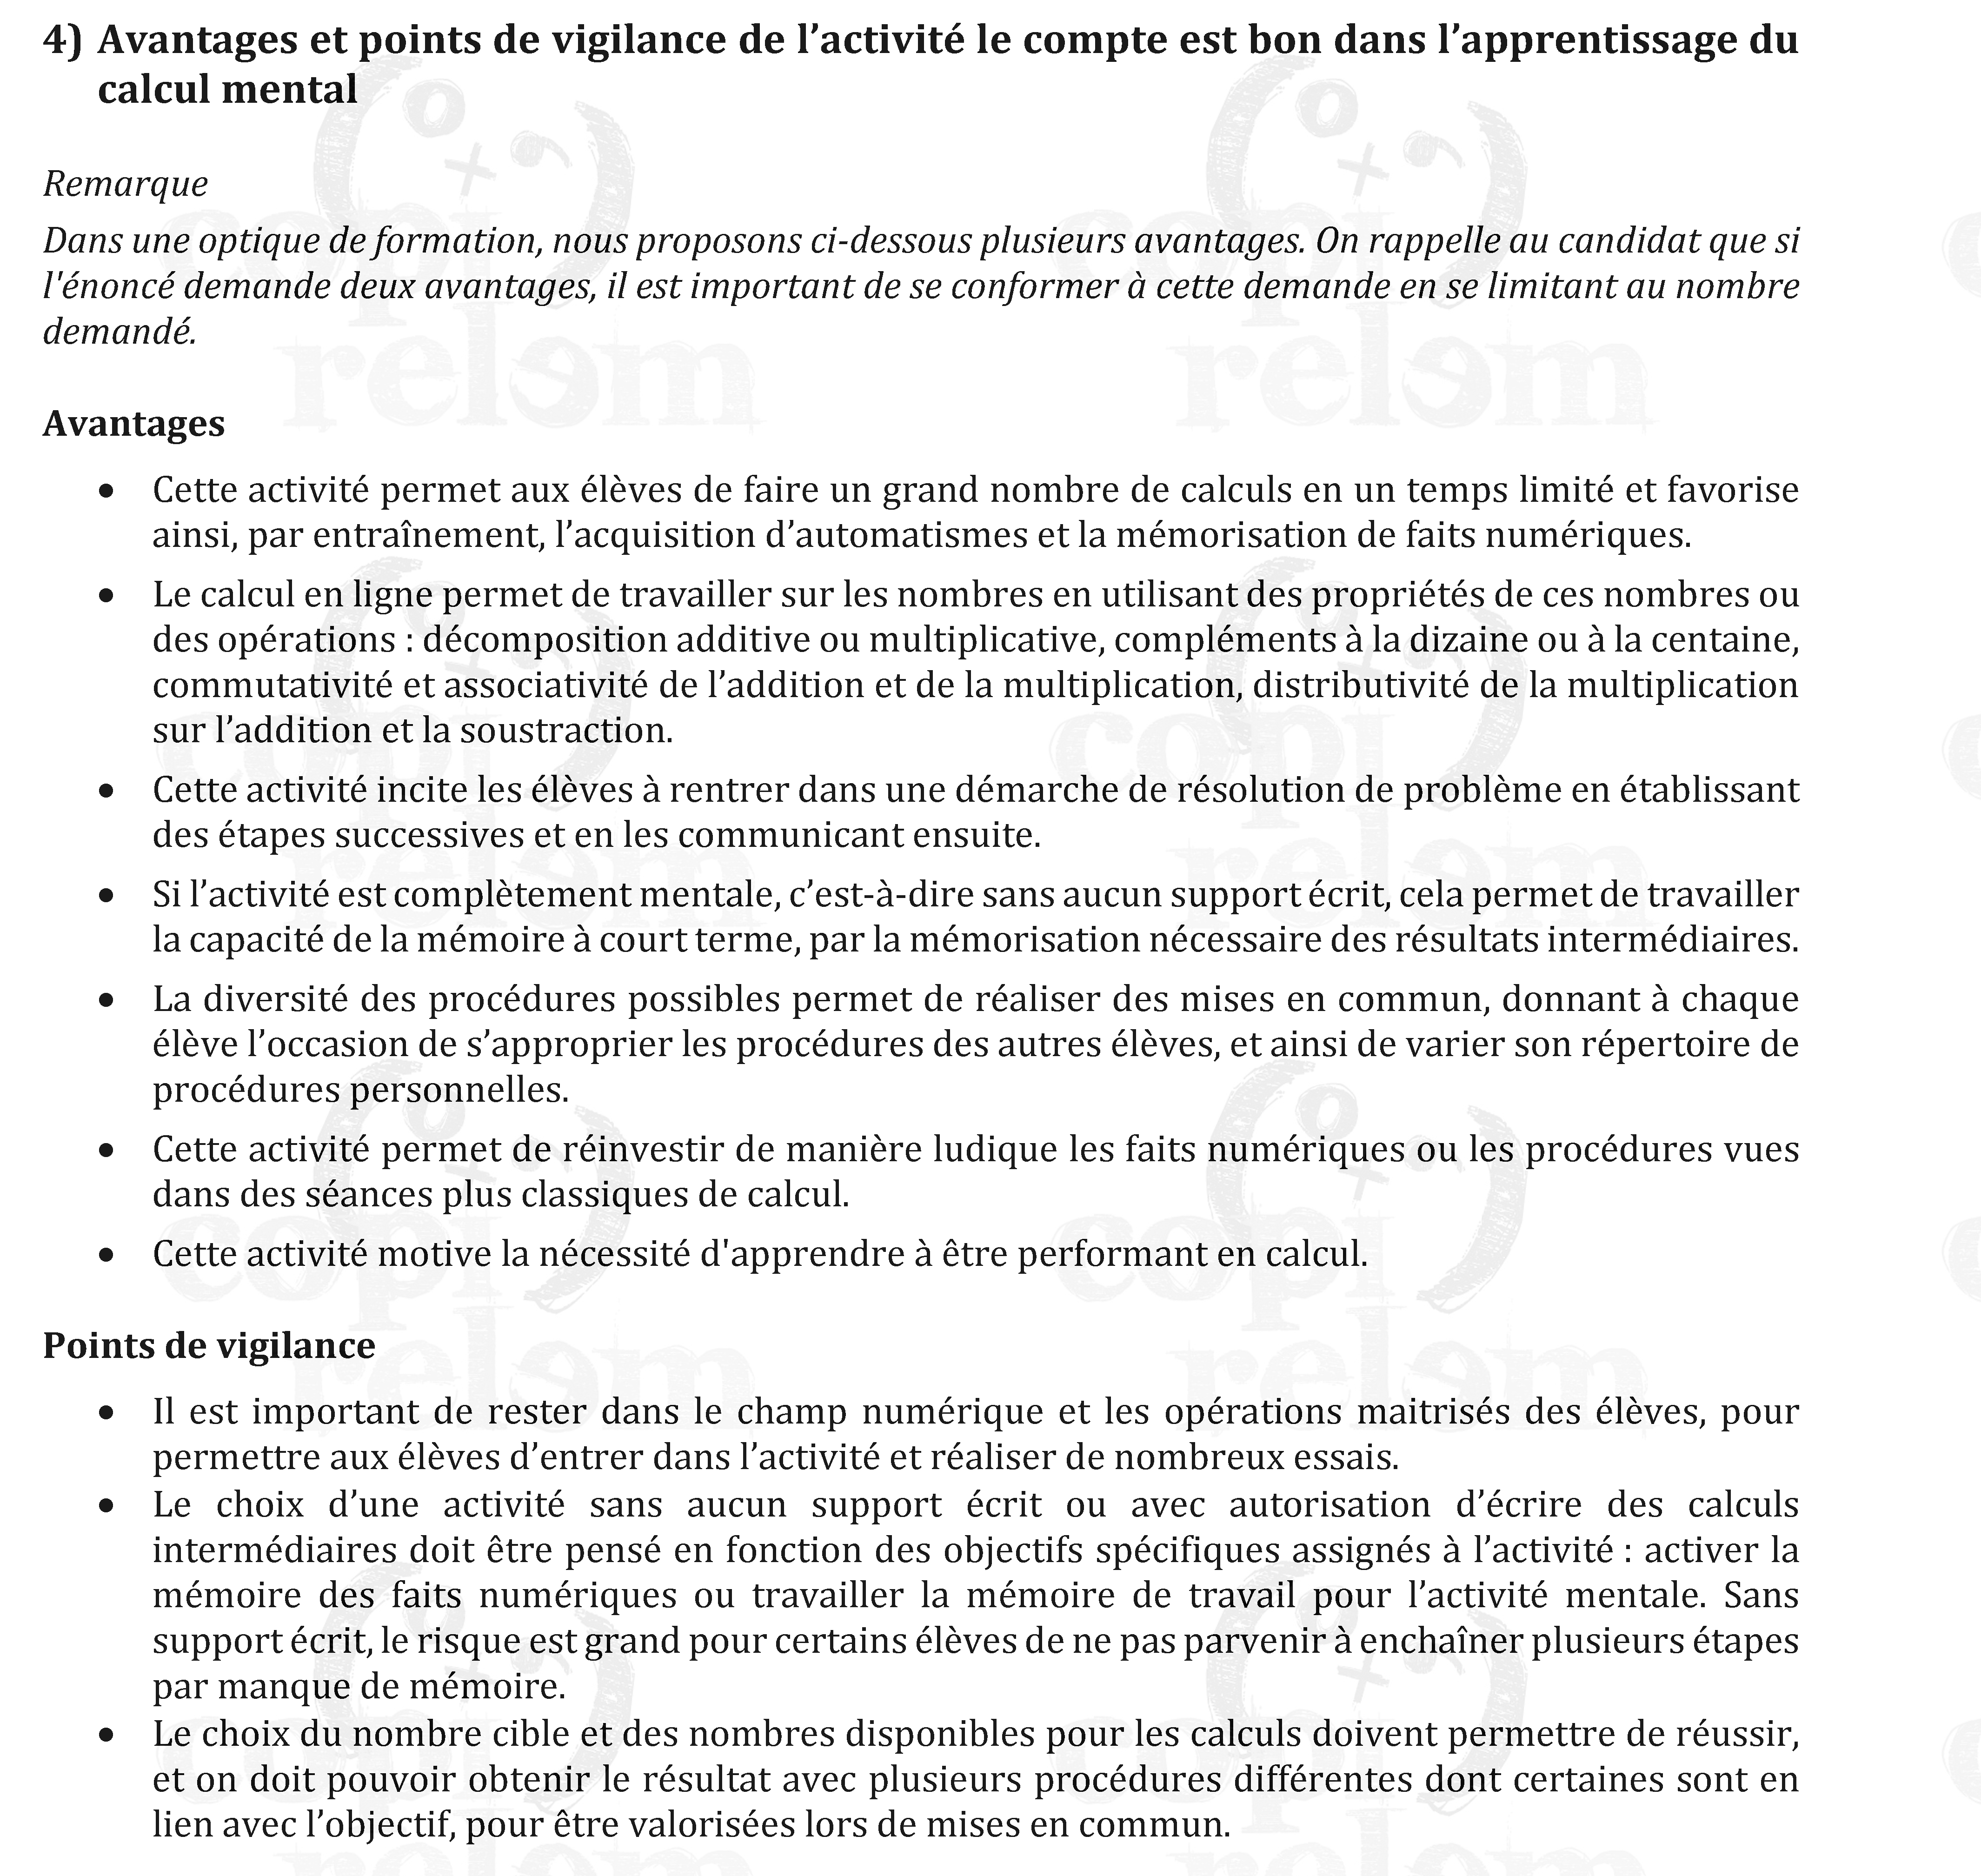 4) Avantages et points de vigilance de l’activité le compte est bon dans l’apprentissage du
calcul mental
Remarque
Dans une optique de formation, nous proposons ci-dessous plusieurs avantages. On rappelle au candidat que si
l'énoncé demande deux avantages, il est important de se conformer à cette demande en se limitant au nombre
demandé.
Avantages
• Cette activité permet aux élèves de faire un grand nombre de calculs en un temps limité et favorise
ainsi, par entraînement, l’acquisition d’automatismes et la mémorisation de faits numériques.
• Le calcul en ligne permet de travailler sur les nombres en utilisant des propriétés de ces nombres ou
des opérations : décomposition additive ou multiplicative, compléments à la dizaine ou à la centaine,
commutativité et associativité de l’addition et de la multiplication, distributivité de la multiplication
sur l’addition et la soustraction.
• Cette activité incite les élèves à rentrer dans une démarche de résolution de problème en établissant
des étapes successives et en les communicant ensuite.
• Si l’activité est complètement mentale, c’est-à-dire sans aucun support écrit, cela permet de travailler
la capacité de la mémoire à court terme, par la mémorisation nécessaire des résultats intermédiaires.
• La diversité des procédures possibles permet de réaliser des mises en commun, donnant à chaque
élève l’occasion de s’approprier les procédures des autres élèves, et ainsi de varier son répertoire de
procédures personnelles.
• Cette activité permet de réinvestir de manière ludique les faits numériques ou les procédures vues
dans des séances plus classiques de calcul.
• Cette activité motive la nécessité d'apprendre à être performant en calcul.
Points de vigilance
• Il est important de rester dans le champ numérique et les opérations maitrisés des élèves, pour
permettre aux élèves d’entrer dans l’activité et réaliser de nombreux essais.
• Le choix d’une activité sans aucun support écrit ou avec autorisation d’écrire des calculs
intermédiaires doit être pensé en fonction des objectifs spécifiques assignés à l’activité : activer la
mémoire des faits numériques ou travailler la mémoire de travail pour l’activité mentale. Sans
support écrit, le risque est grand pour certains élèves de ne pas parvenir à enchaîner plusieurs étapes
par manque de mémoire.
• Le choix du nombre cible et des nombres disponibles pour les calculs doivent permettre de réussir,
et on doit pouvoir obtenir le résultat avec plusieurs procédures différentes dont certaines sont en
lien avec l’objectif, pour être valorisées lors de mises en commun.
copi
relem